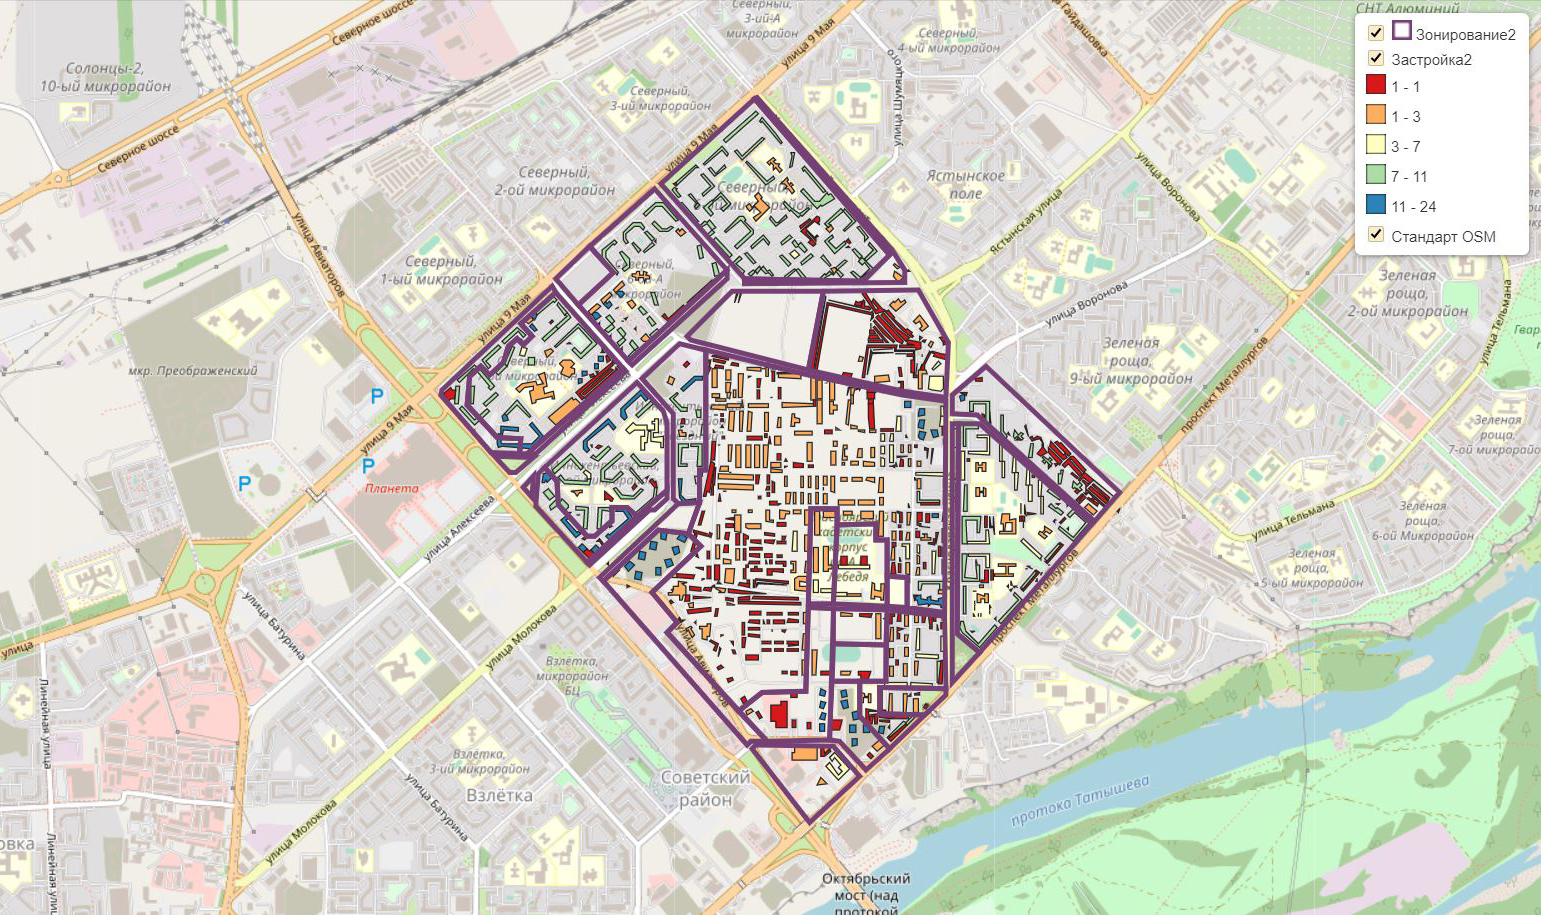 Северное шоссе
Северный,
3-ий-А
микрорайон
улица 9 Мая
Северный,
4-ый микрорайон
Гайдашовка
СНТ Алюминий
Зонирование2
Застройка2
1 - 1
1 - 3
3 - 7
7 - 11
11 - 24
Стандарт OSM
Солонцы-2,
10-ый микрорайон
Северное шоссе
Северный,
3-ий микрорайон
улица Шумяцкого
улица 9 Мая
Северный,
2-ой микрорайон
Северный,
Ястынское
поле
улица Воронова
Ястынская улица
улица Авиаторов
Северный,
1-ый микрорайон
улица 9 Мая
улица Воронова
Зеленая
роща,
2-ой микрорайон
улица Тельмана
Зеленая
роща,
9-ый микрорайон
проспект Металлургов
мкр. Преображенский
P
улица 9 Мая
P
P
Планета
улица Алексеева
Зеленая
роща,
7-ой микрорайон
Зеленая
роща,
6-ой Микрорайон
улица Тельмана
Зеленая
роща,
5-ый микрорайон
кадетский
корпус
Лебедя
проспект Металлургов
улица Батурина
улица Молокова
улица
Линейная улица
Взлётка,
микрорайон
БЦ
улица Авиаторов
Взлётка,
3-ий микрорайон
Взлётка
Советский
район
улица Батурина
улица Молокова
Линейная улица
протока Татышева
Октябрьский
мост (над
протокой